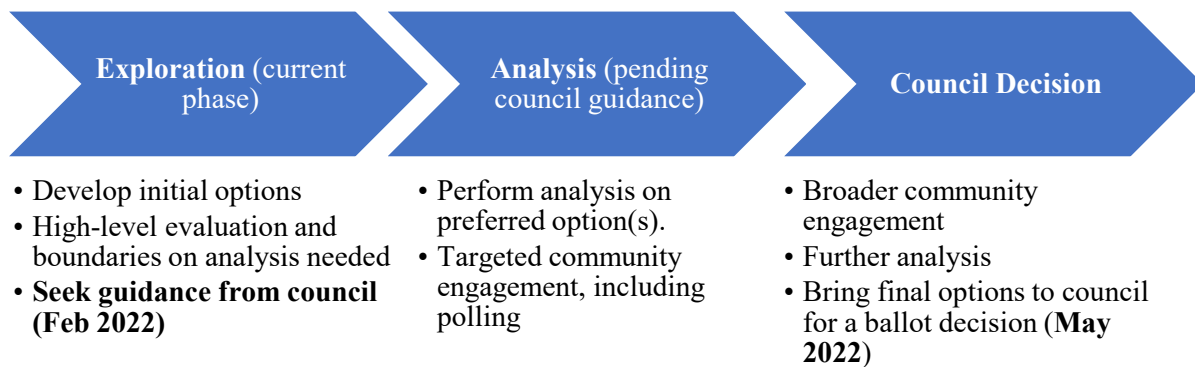 Exploration (current
phase)
• Develop initial options
• High-level evaluation and
boundaries on analysis needed
• Seek guidance from council
(Feb 2022)
Analysis (pending
council guidance)
• Perform analysis on
preferred option(s).
• Targeted community
engagement, including
polling
Council Decision
• Broader community
engagement
• Further analysis
• Bring final options to council
for a ballot decision (May
2022)